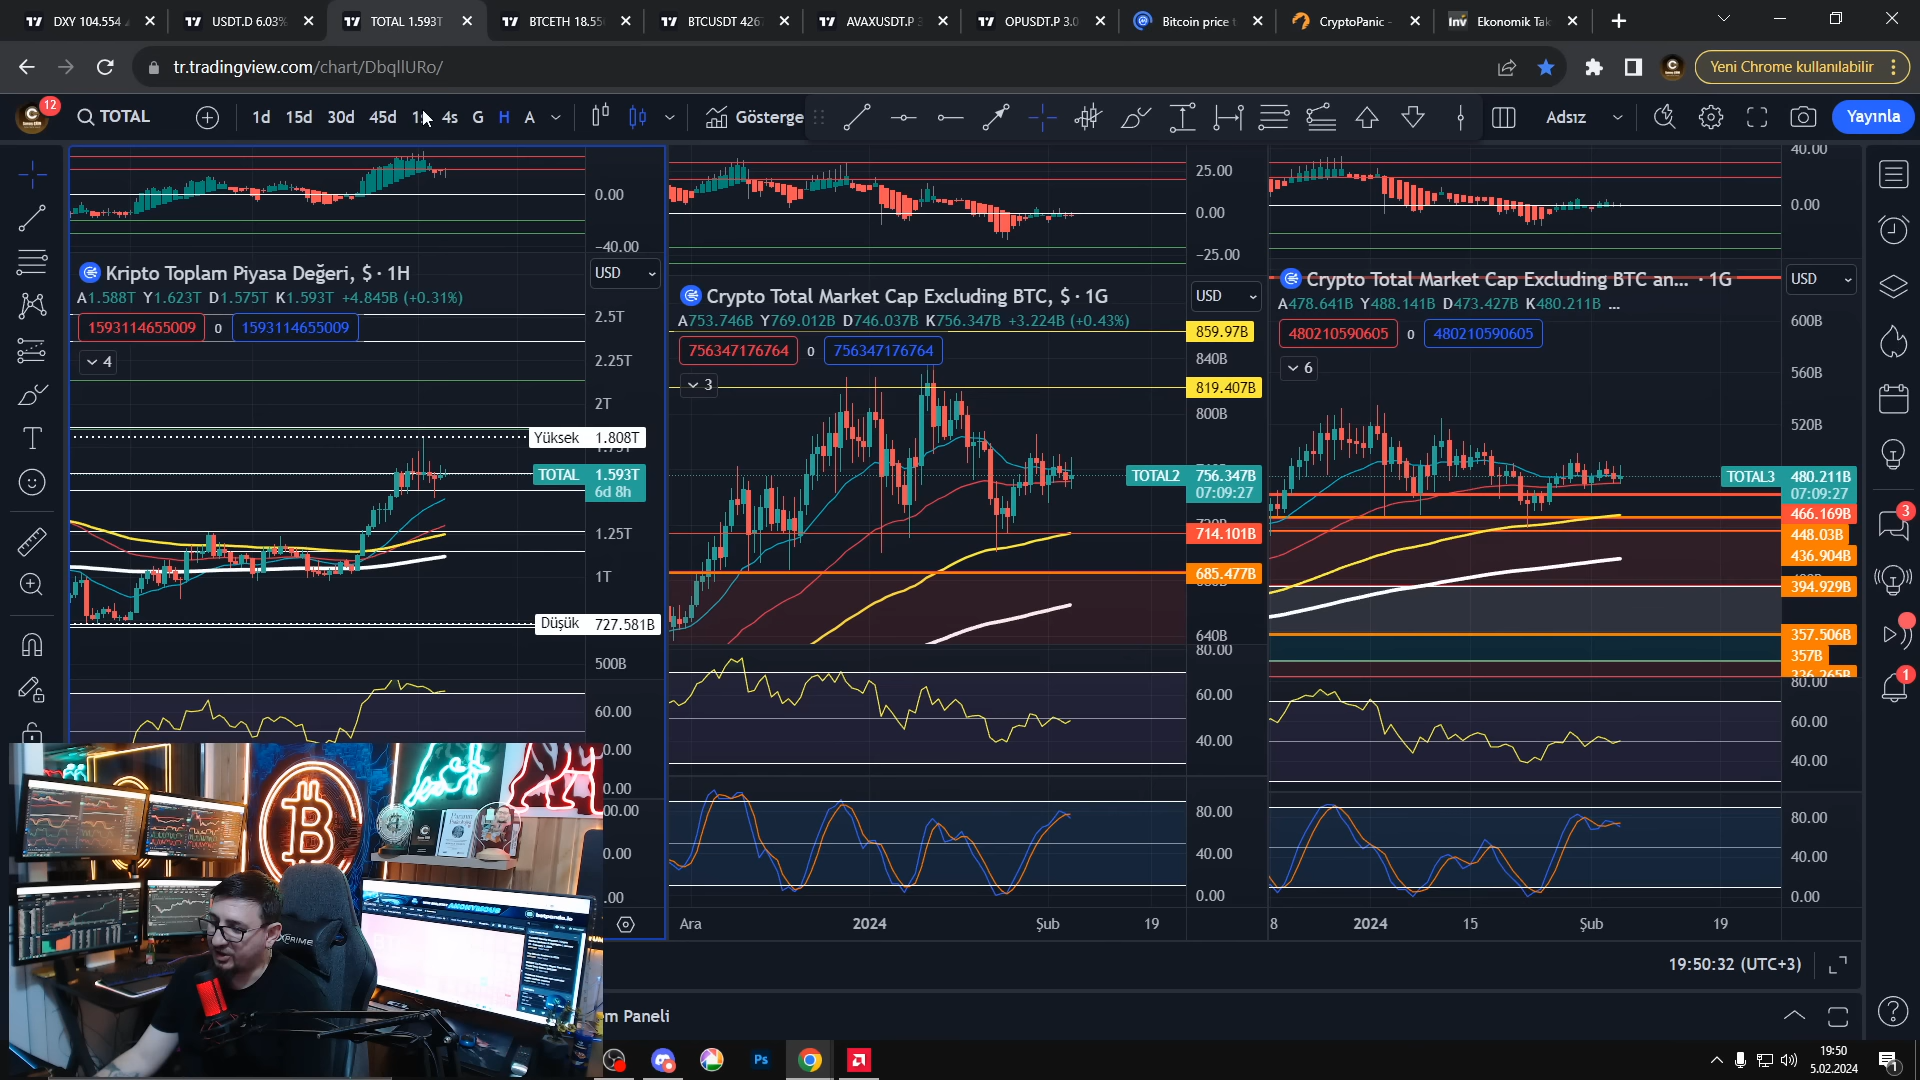 DXY 104.554
USDT.D 6.03%
TOTAL 1.593T
BTCETH 18.55
BTCUSDT 426
AVAXUSDT.P
OPUSDT.P 3.0
Bitcoin price t
CryptoPanic -
Inv
Ekonomik Tak
tr.tradingview.com/chart/DbqllURo/
Yeni Chrome kullanılabilir
12
TOTAL
1d 15d 30d 45d 4s G H A
Gösterge
Adsız
Yayınla
0.00
−40.00
Kripto Toplam Piyasa Değeri, $ · 1H
USD
A1.588T Y1.623T D1.575T K1.593T +4.845B (+0.31%)
1593114655009 0 1593114655009
4
2.5T
2.25T
2T
Yüksek 1.808T
TOTAL 1.593T
6d 8h
1.25T
1T
Düşük 727.581B
500B
60.00
25.00
0.00
−25.00
Crypto Total Market Cap Excluding BTC, $ · 1G
USD
A753.746B Y769.012B D746.037B K756.347B +3.224B (+0.43%)
859.97B
756347176764 0 756347176764
840B
3
819.407B
800B
TOTAL2 756.347B
07:09:27
714.101B
685.477B
640B
80.00
60.00
40.00
80.00
40.00
0.00
Ara 2024 Şub 19
40.00
0.00
Crypto Total Market Cap Excluding BTC an... · 1G
USD
A478.641B Y488.141B D473.427B K480.211B ...
480210590605 0 480210590605
600B
6
560B
520B
TOTAL3 480.211B
07:09:27
466.169B
448.03B
436.904B
394.929B
357.506B
357B
336.265B
80.00
60.00
40.00
80.00
40.00
0.00
8 2024 15 Şub 19
3
1
19:50:32 (UTC+3)
m Paneli
XPRIME
ANONYMOUS
Ps
19:50
5.02.2024
1